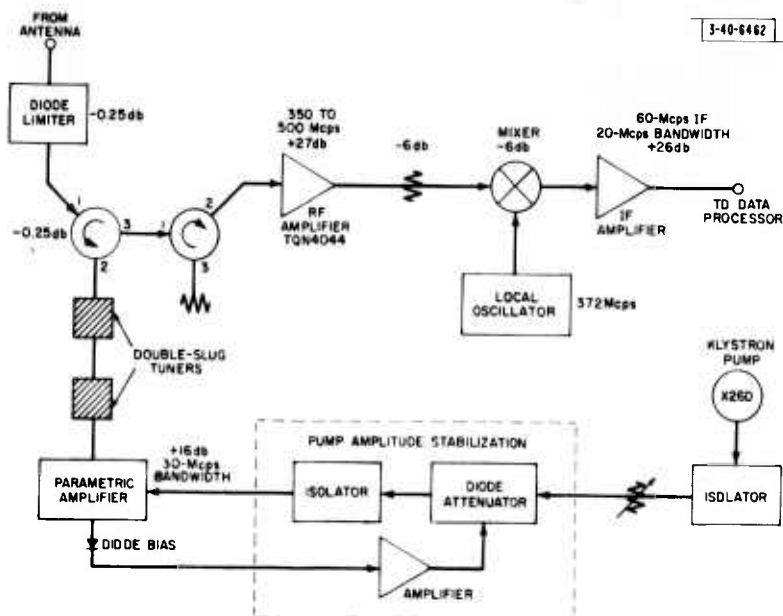 FROM
ANTENNA
3-40-6462
DIODE
LIMITER
-0.25db
350 TO
500 Mcps
+27db
-6db
MIXER
-6db
60-Mcps IF
20-Mcps BANDWIDTH
+26db
1
2
3
1
-0.25db
2
3
RF
AMPLIFIER
TQN4044
IF
AMPLIFIER
TO DATA
PROCESSOR
LOCAL
OSCILLATOR
372Mcps
DOUBLE-SLUG
TUNERS
KLYSTRON
PUMP
X26D
PUMP AMPLITUDE STABILIZATION
+16db
30-Mcps
BANDWIDTH
PARAMETRIC
AMPLIFIER
ISOLATOR
DIODE
ATTENUATOR
ISOLATOR
DIODE BIAS
AMPLIFIER